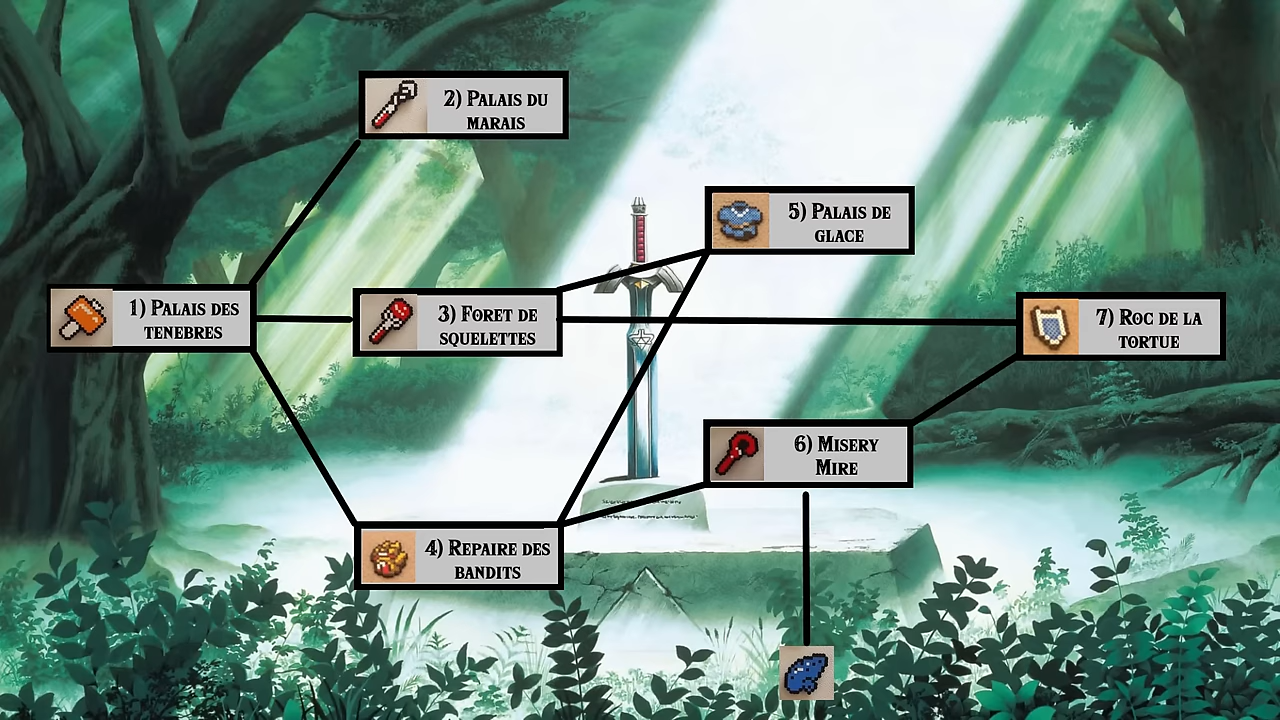 2) PALAIS DU
MARAIS
5) PALAIS DE
GLACE
1) PALAIS DES
TENEBRES
3) FORET DE
SQUELETTES
7) ROC DE LA
TORTUE
6) MISERY
MIRE
4) REPAIRE DES
BANDITS